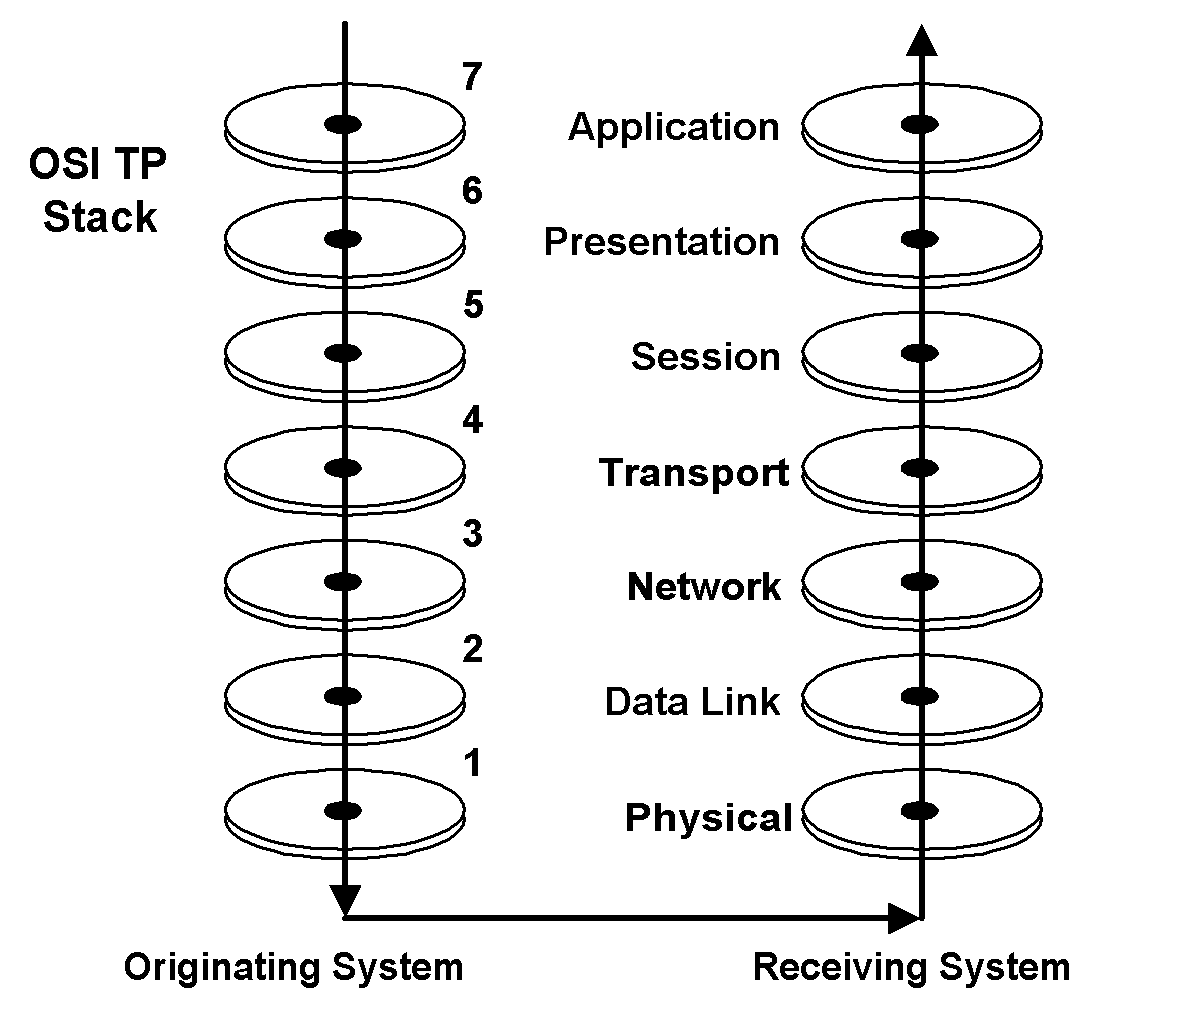 7
Application
OSI TP
Stack
6
Presentation
5
Session
4
Transport
3
Network
2
Data Link
1
Physical
Originating System
Receiving System